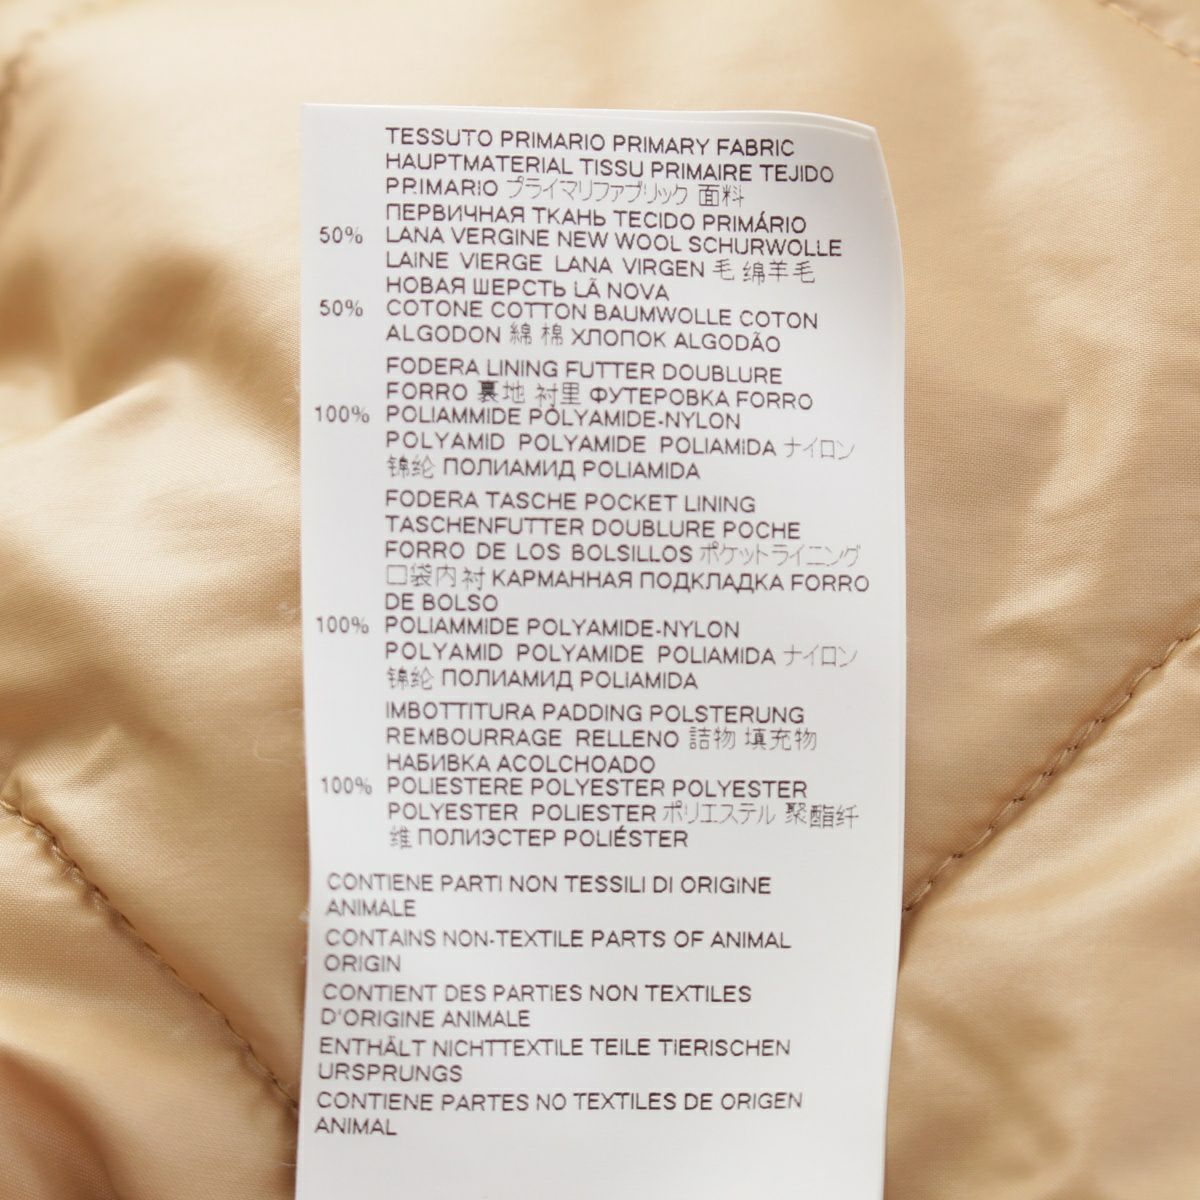 TESSUTO PRIMARIO PRIMARY FABRIC
HAUPTMATERIAL TISSU PRIMAIRE TEJIDO
PRIMARIO プライマリファブリック 面料
ПЕРВИЧНАЯ ТКАНЬ TECIDO PRIMÁRIO
50% LANA VERGINE NEW WOOL SCHURWOLLE
LAINE VIERGE LANA VIRGEN 毛 绵羊毛
НОВАЯ ШЕРСТЬ LÃ NOVA
50% COTONE COTTON BAUMWOLLE COTON
ALGODON 綿 棉 ХЛОПОК ALGODÃO
FODERA LINING FUTTER DOUBLURE
FORRO 裏地 衬里 ФУТЕРОВКА FORRO
100% POLIAMMIDE POLYAMIDE-NYLON
POLYAMID POLYAMIDE POLIAMIDA ナイロン
锦纶 ПОЛИАМИД POLIAMIDA
FODERA TASCHE POCKET LINING
TASCHENFUTTER DOUBLURE POCHE
FORRO DE LOS BOLSILLOS ポケットライニング
口袋内衬 КАРМАННАЯ ПОДКЛАДКА FORRO
DE BOLSO
100% POLIAMMIDE POLYAMIDE-NYLON
POLYAMID POLYAMIDE POLIAMIDA ナイロン
锦纶 ПОЛИАМИД POLIAMIDA
IMBOTTITURA PADDING POLSTERUNG
REMBOURRAGE RELLENO 詰物 填充物
НАБИВКА ACOLCHOADO
100% POLIESTERE POLYESTER POLYESTER
POLYESTER POLIESTER ポリエステル 聚酯纤
维 ПОЛИЭСТЕР POLIÉSTER
CONTIENE PARTI NON TESSILI DI ORIGINE
ANIMALE
CONTAINS NON-TEXTILE PARTS OF ANIMAL
ORIGIN
CONTIENT DES PARTIES NON TEXTILES
D'ORIGINE ANIMALE
ENTHÄLT NICHTTEXTILE TEILE TIERISCHEN
URSPRUNGS
CONTIENE PARTES NO TEXTILES DE ORIGEN
ANIMAL